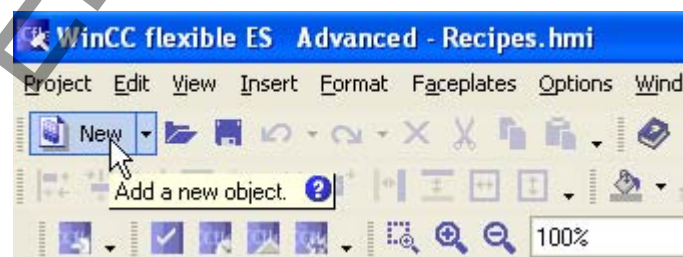 WinCC flexible ES Advanced - Recipes.hmi
Project Edit View Insert Format Faceplates Options Wind
New
Add a new object.
100%